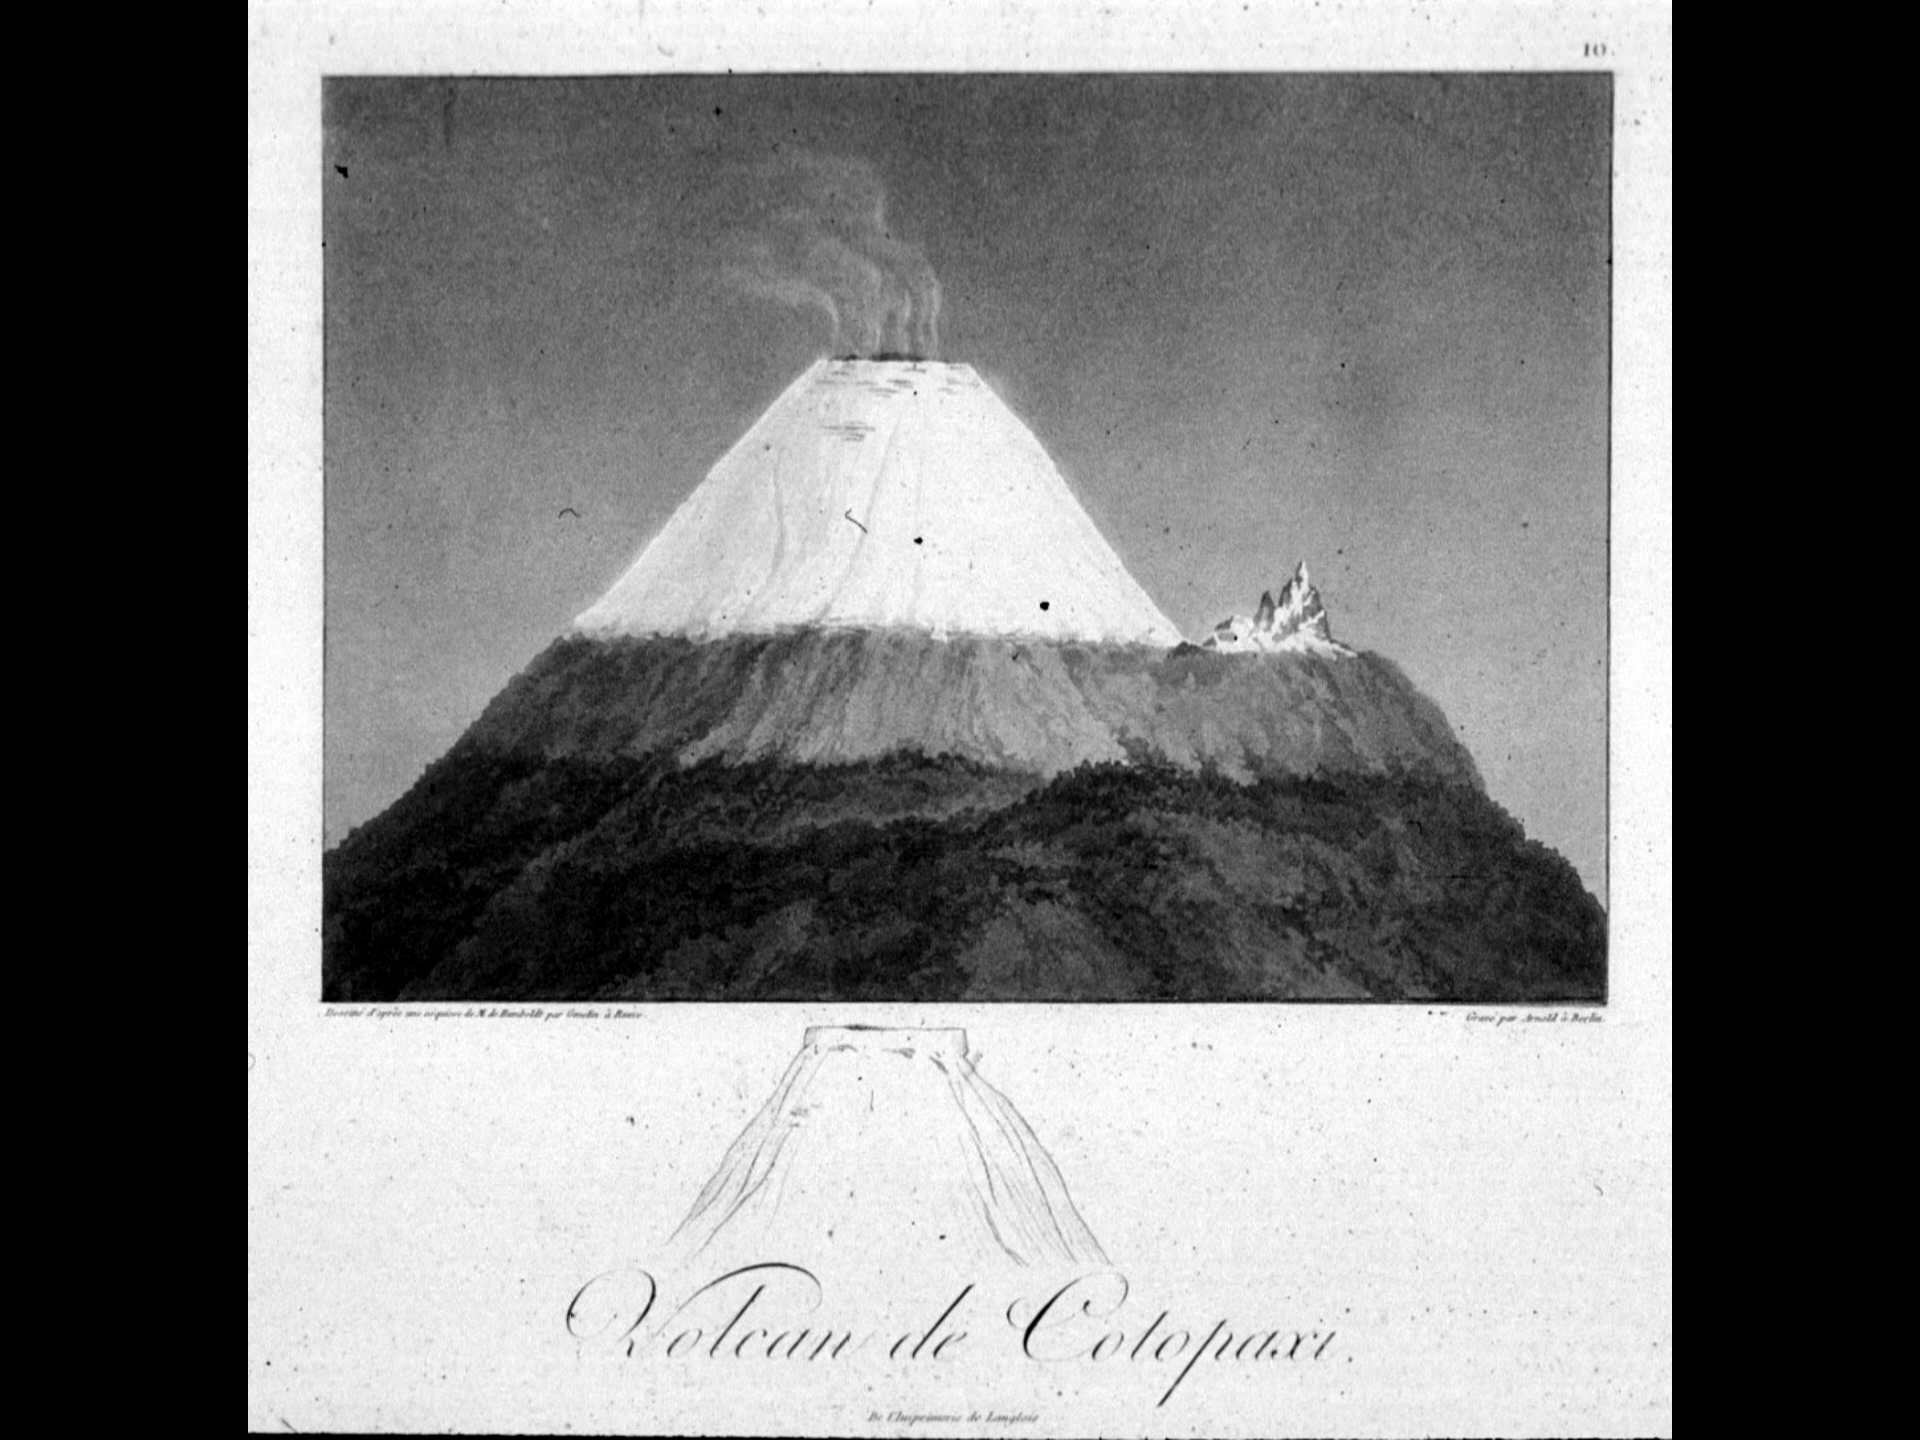 10.
Dessiné d'après une esquisse de M. de Humboldt par Gmelin à Rome.
Gravé par Arnold à Berlin.
Volcan de Cotopaxi.
De l'Imprimerie de Langlois